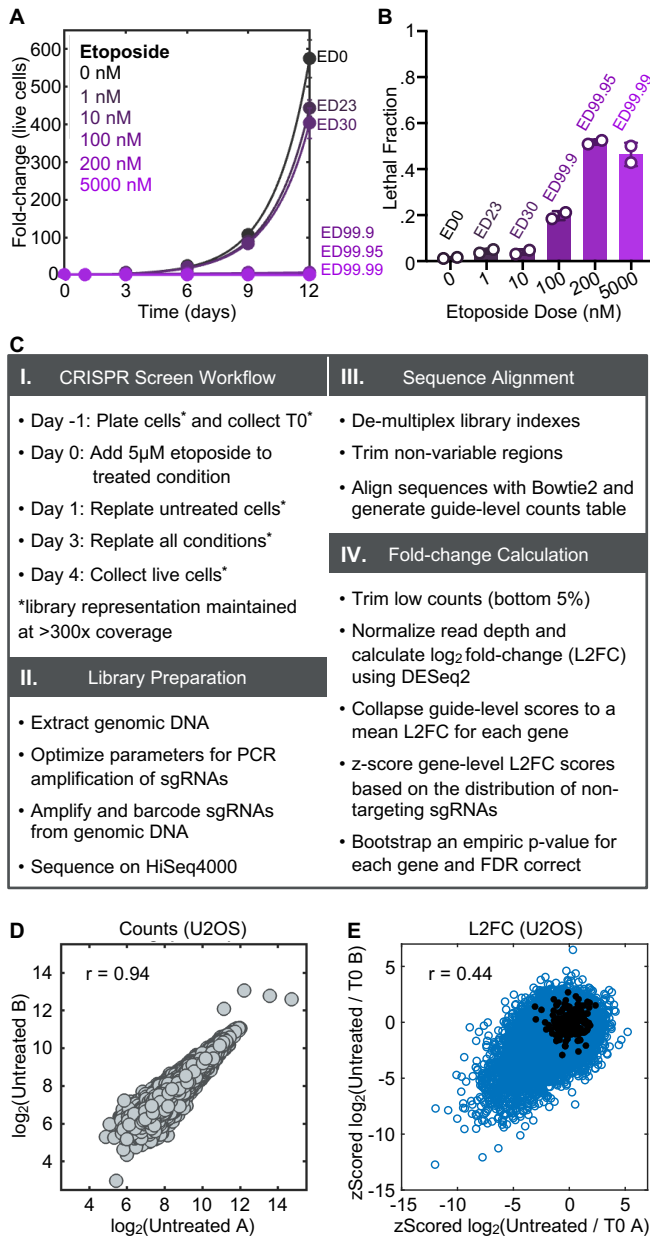 A
Etoposide
0 nM
1 nM
10 nM
100 nM
200 nM
5000 nM
Fold-change (live cells)
600
500
400
300
200
100
0
0
3
6
9
12
Time (days)
ED0
ED23
ED30
ED99.9
ED99.95
ED99.99
B
Lethal Fraction
1
.8
.6
.4
.2
0
ED0
ED23
ED30
ED99.9
ED99.95
ED99.99
0
1
10
100
200
5000
Etoposide Dose (nM)
C
I. CRISPR Screen Workflow
• Day -1: Plate cells* and collect T0*
• Day 0: Add 5µM etoposide to
treated condition
• Day 1: Replate untreated cells*
• Day 3: Replate all conditions*
• Day 4: Collect live cells*
*library representation maintained
at >300x coverage
II. Library Preparation
• Extract genomic DNA
• Optimize parameters for PCR
amplification of sgRNAs
• Amplify and barcode sgRNAs
from genomic DNA
• Sequence on HiSeq4000
III. Sequence Alignment
• De-multiplex library indexes
• Trim non-variable regions
• Align sequences with Bowtie2 and
generate guide-level counts table
IV. Fold-change Calculation
• Trim low counts (bottom 5%)
• Normalize read depth and
calculate log₂ fold-change (L2FC)
using DESeq2
• Collapse guide-level scores to a
mean L2FC for each gene
• z-score gene-level L2FC scores
based on the distribution of non-
targeting sgRNAs
• Bootstrap an empiric p-value for
each gene and FDR correct
D
Counts (U2OS)
r = 0.94
log₂(Untreated B)
14
12
10
8
6
4
4
6
8
10
12
14
log₂(Untreated A)
E
L2FC (U2OS)
r = 0.44
zScored log₂(Untreated / T0 B)
5
0
-5
-10
-15
-15
-10
-5
0
5
zScored log₂(Untreated / T0 A)